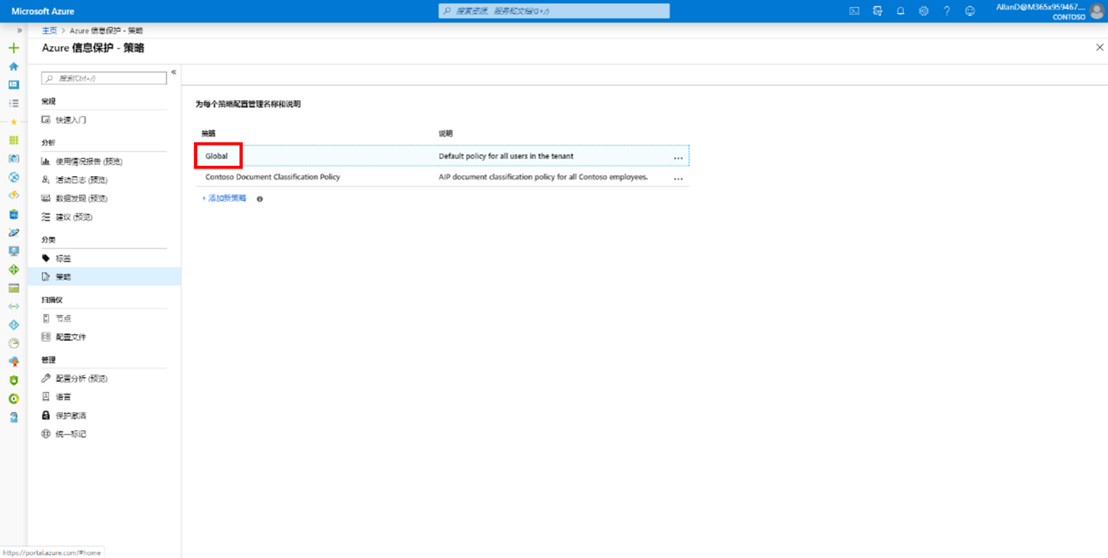 Microsoft Azure
搜索资源、服务和文档(G+/)
AllanD@M365x959467....
CONTOSO
主页 > Azure 信息保护 - 策略
Azure 信息保护 - 策略
搜索(Ctrl+/)
常规
快速入门
分析
使用情况报告 (预览)
活动日志 (预览)
数据发现 (预览)
建议 (预览)
分类
标签
策略
扫描仪
节点
配置文件
管理
配置分析 (预览)
语言
保护激活
统一标记
为每个策略配置管理名称和说明
策略 说明
Global Default policy for all users in the tenant ...
Contoso Document Classification Policy AIP document classification policy for all Contoso employees. ...
+ 添加新策略
https://portal.azure.com/#home